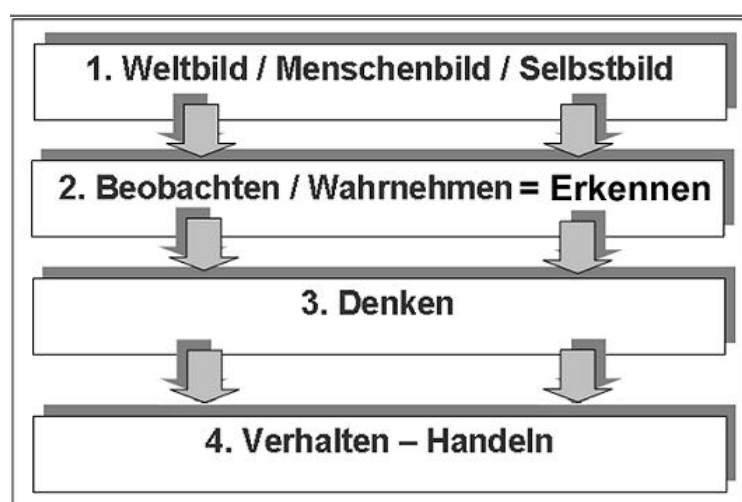 1. Weltbild / Menschenbild / Selbstbild
2. Beobachten / Wahrnehmen = Erkennen
3. Denken
4. Verhalten – Handeln